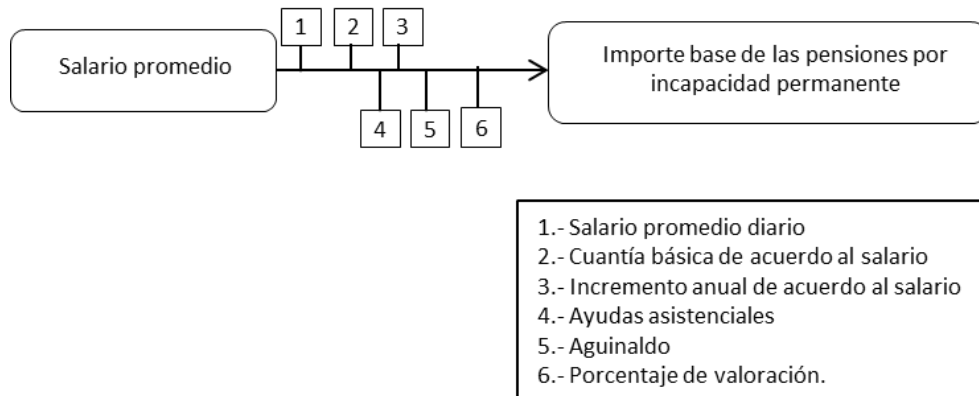 Salario promedio
1
2
3
4
5
6
Importe base de las pensiones por
incapacidad permanente
1.- Salario promedio diario
2.- Cuantía básica de acuerdo al salario
3.- Incremento anual de acuerdo al salario
4.- Ayudas asistenciales
5.- Aguinaldo
6.- Porcentaje de valoración.